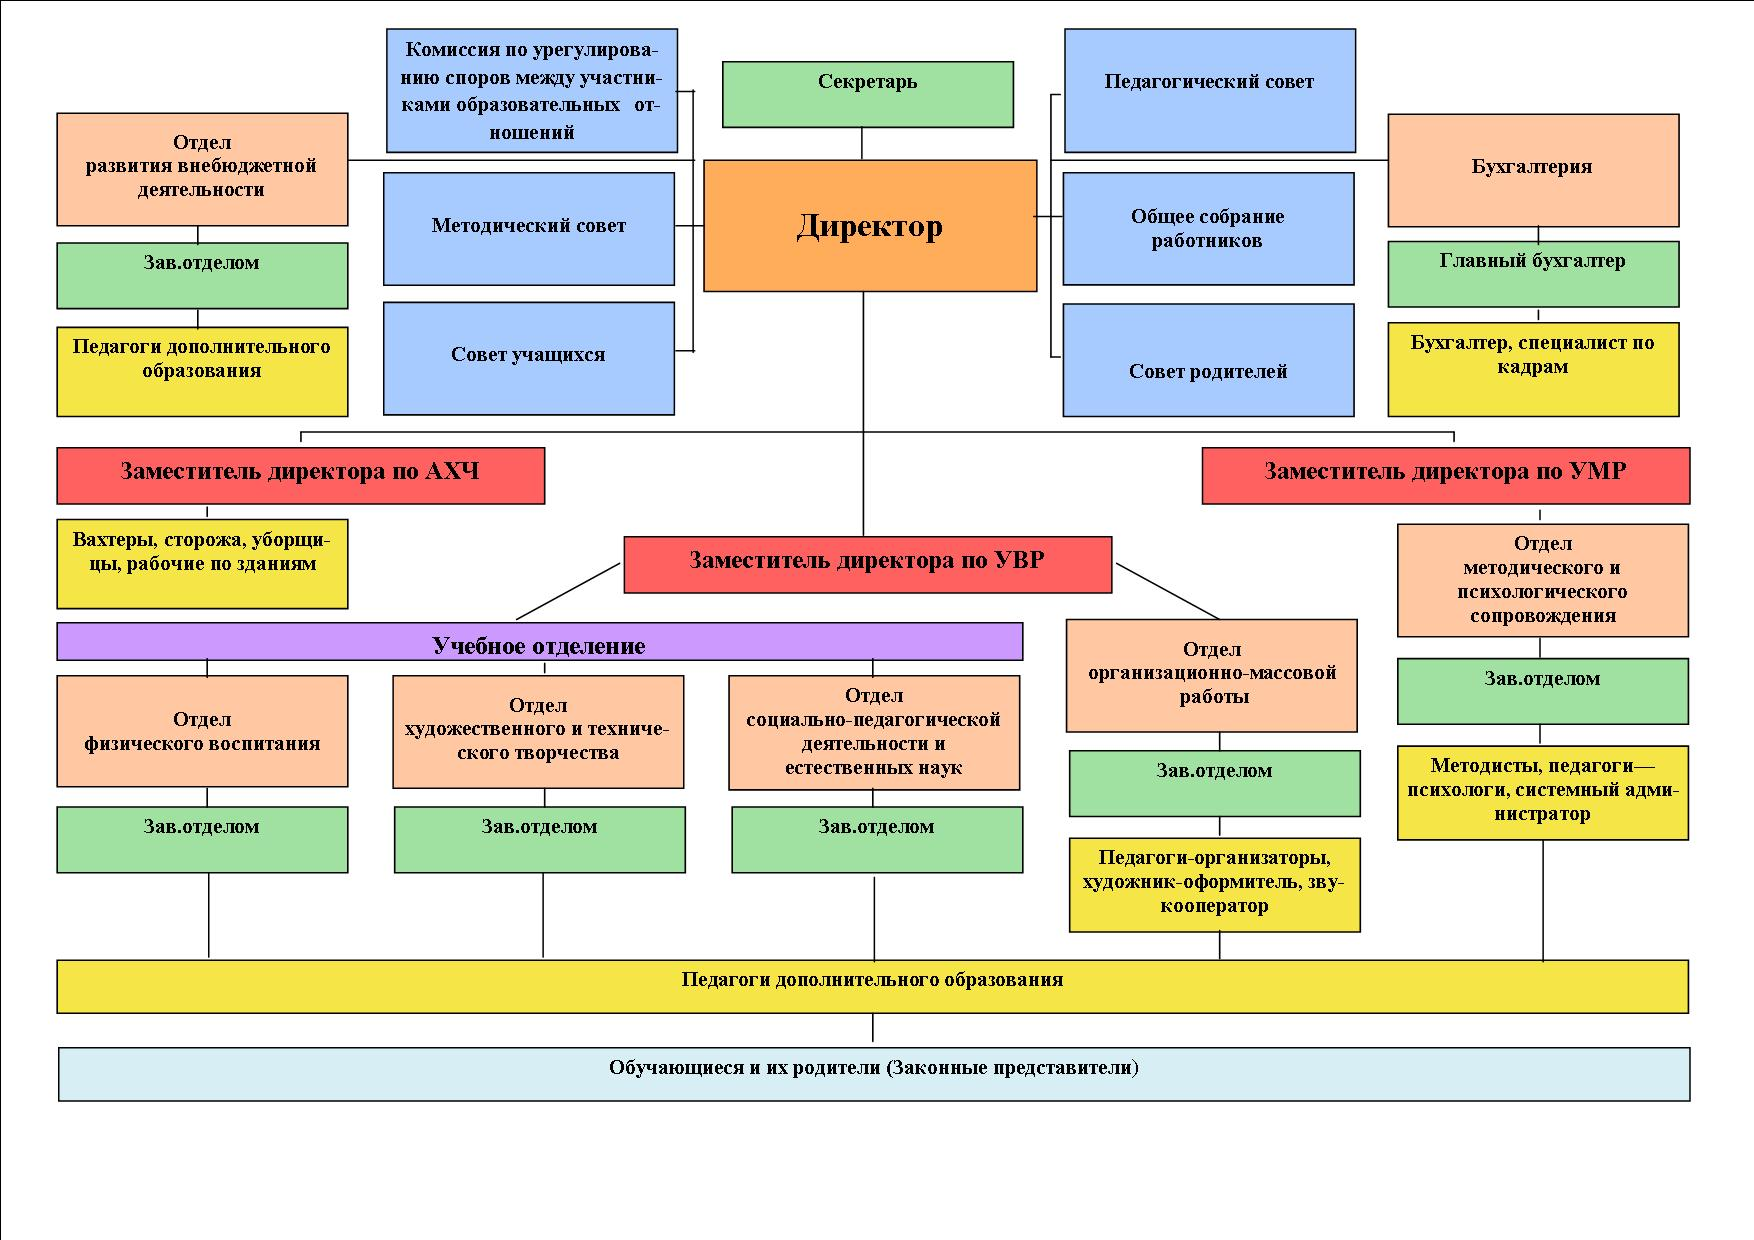 Комиссия по урегулирова-
нию споров между участни-
ками образовательных от-
ношений
Секретарь
Педагогический совет
Отдел
развития внебюджетной
деятельности
Бухгалтерия
Методический совет
Директор
Общее собрание
работников
Зав.отделом
Главный бухгалтер
Педагоги дополнительного
образования
Совет учащихся
Совет родителей
Бухгалтер, специалист по
кадрам
Заместитель директора по АХЧ
Заместитель директора по УМР
Вахтеры, сторожа, уборщи-
цы, рабочие по зданиям
Заместитель директора по УВР
Отдел
методического и
психологического
сопровождения
Учебное отделение
Отдел
организационно-массовой
работы
Зав.отделом
Отдел
физического воспитания
Отдел
художественного и техниче-
ского творчества
Отдел
социально-педагогической
деятельности и
естественных наук
Зав.отделом
Методисты, педагоги—
психологи, системный адми-
нистратор
Зав.отделом
Зав.отделом
Зав.отделом
Педагоги-организаторы,
художник-оформитель, зву-
кооператор
Педагоги дополнительного образования
Обучающиеся и их родители (Законные представители)